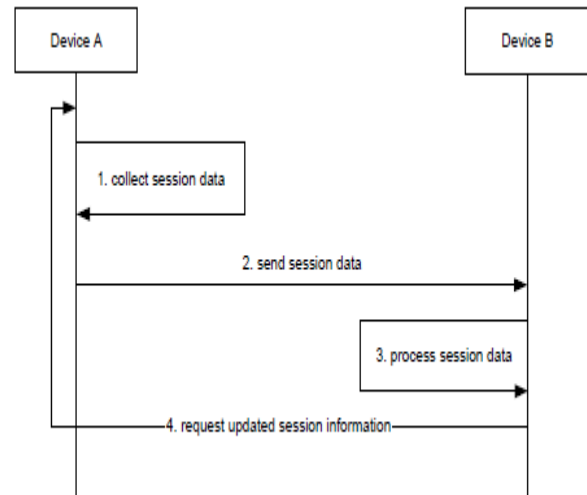 Device A
Device B
1. collect session data
2. send session data
3. process session data
4. request updated session information